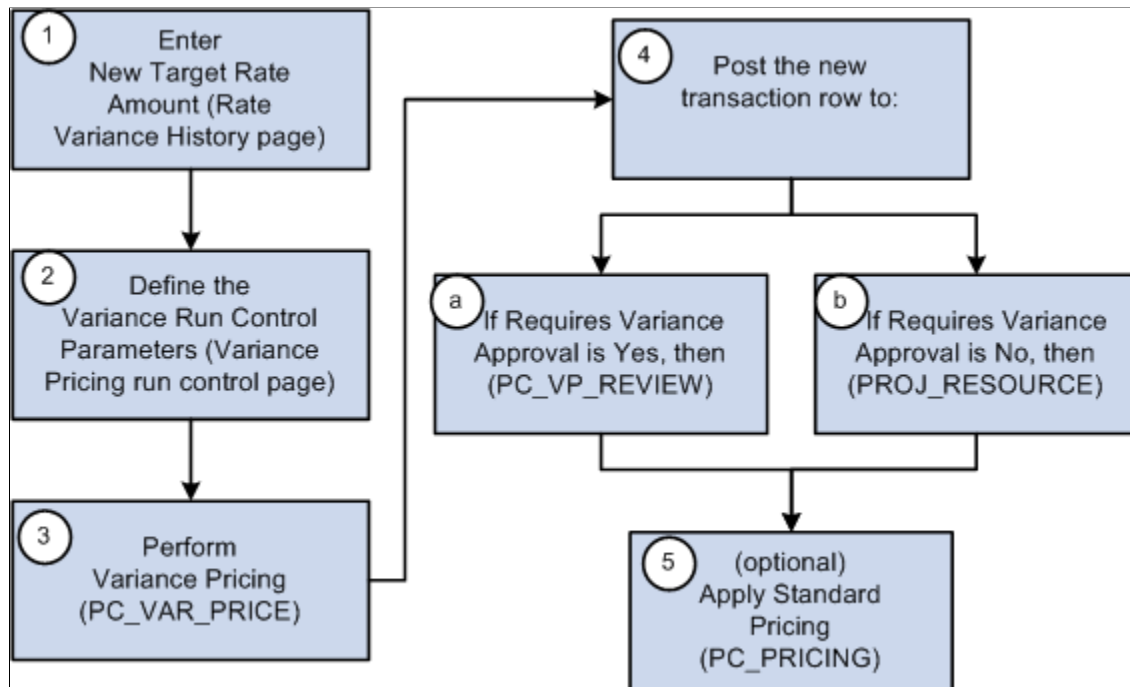 1
Enter
New Target Rate
Amount (Rate
Variance History page)
2
Define the
Variance Run Control
Parameters (Variance
Pricing run control page)
3
Perform
Variance Pricing
(PC_VAR_PRICE)
4
Post the new
transaction row to:
a
If Requires Variance
Approval is Yes, then
(PC_VP_REVIEW)
b
If Requires Variance
Approval is No, then
(PROJ_RESOURCE)
5
(optional)
Apply Standard
Pricing
(PC_PRICING)